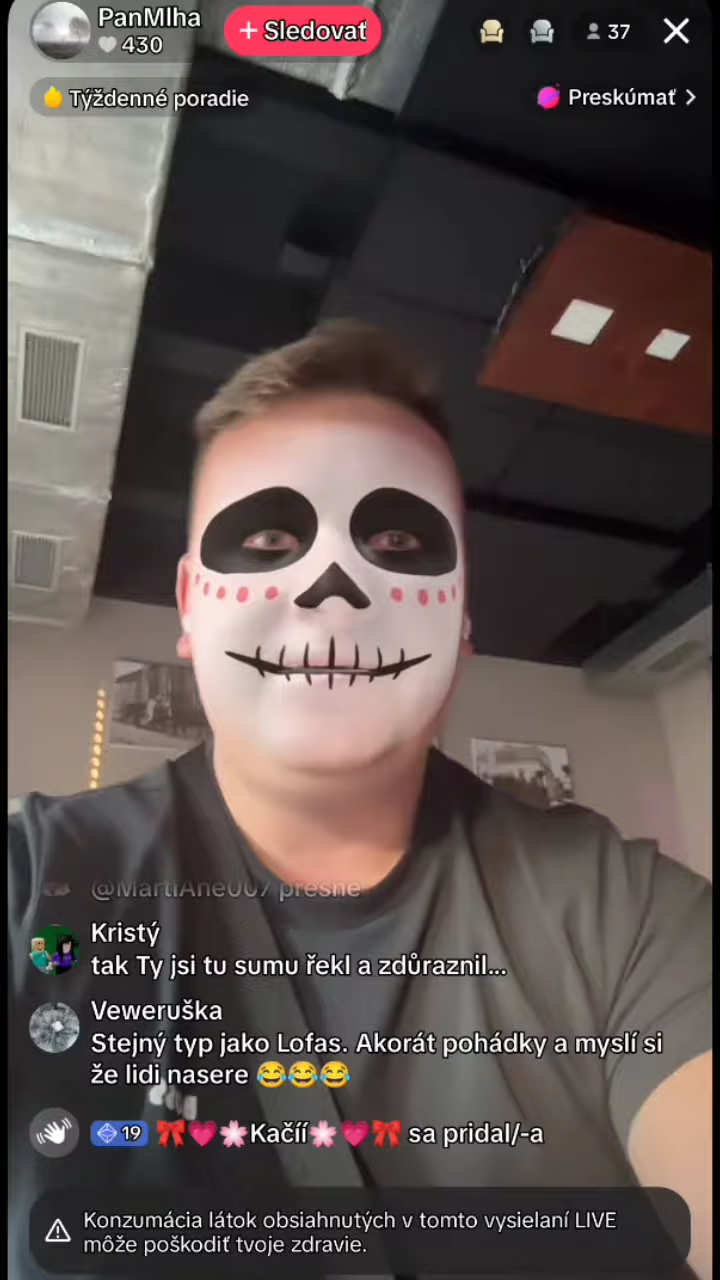 PanMlha
430
+ Sledovať
37
Týždenné poradie
Preskúmať
@MartiAne007 presne
Kristý
tak Ty jsi tu sumu řekl a zdůraznil...
Veweruška
Stejný typ jako Lofas. Akorát pohádky a myslí si
že lidi nasere 😂😂😂
19 🎀💗🌸Kačíí🌸💗🎀 sa pridal/-a
Konzumácia látok obsiahnutých v tomto vysielaní LIVE
môže poškodiť tvoje zdravie.